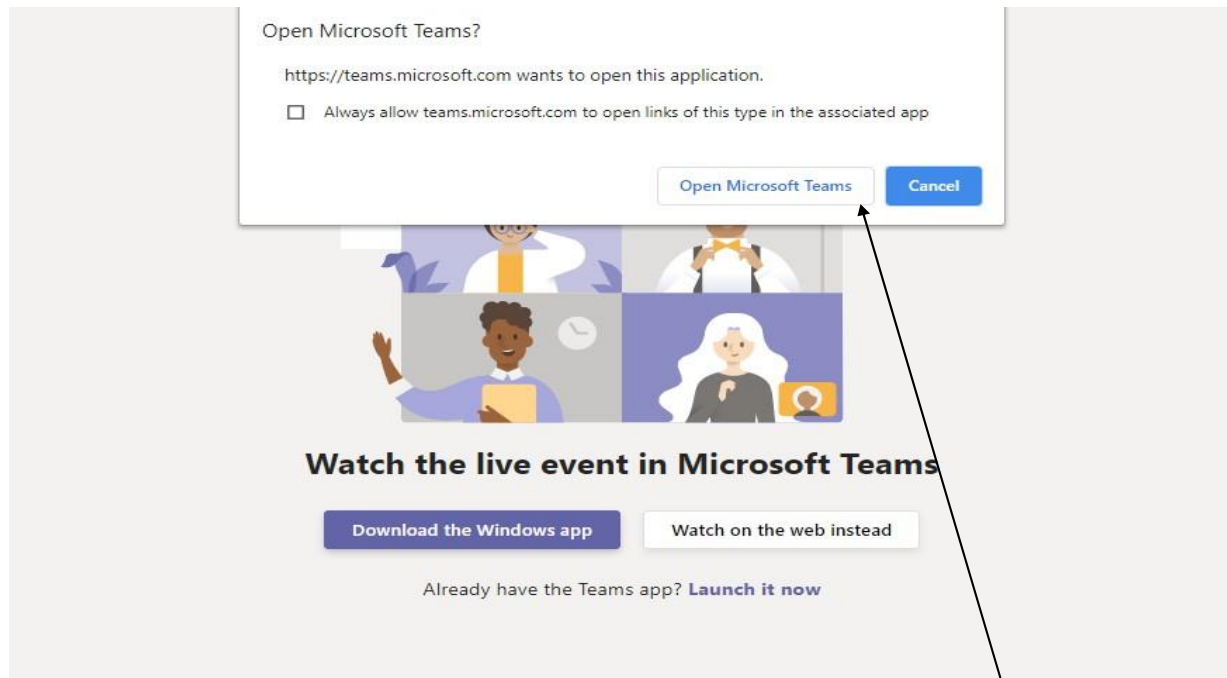 Open Microsoft Teams?
https://teams.microsoft.com wants to open this application.
Always allow teams.microsoft.com to open links of this type in the associated app
Open Microsoft Teams
Cancel
Watch the live event in Microsoft Teams
Download the Windows app
Watch on the web instead
Already have the Teams app? Launch it now